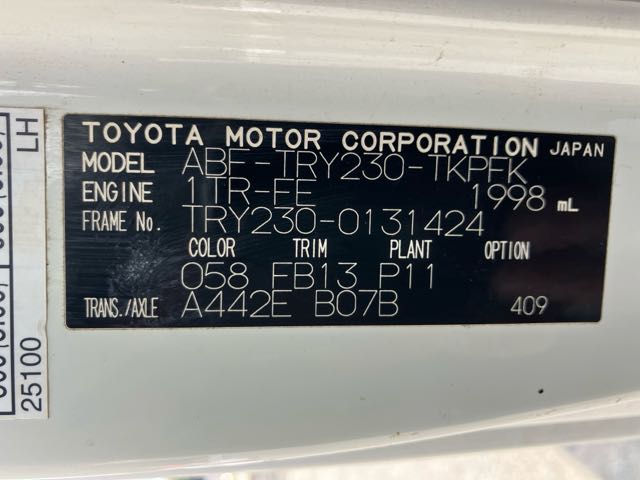 TOYOTA MOTOR CORPORATION JAPAN
MODEL ABF-TRY230-TKPFK
ENGINE 1TR-FE 1998 mL
FRAME No. TRY230-0131424
COLOR TRIM PLANT OPTION
058 FB13 P11
TRANS./AXLE A442E B07B 409
LH
25100